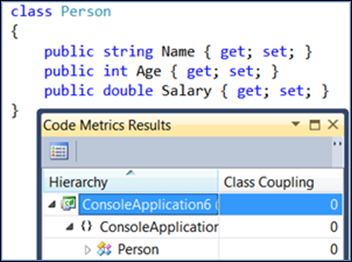 class Person
{
public string Name { get; set; }
public int Age { get; set; }
public double Salary { get; set; }
}
Code Metrics Results
Hierarchy Class Coupling
ConsoleApplication6 ( 0
{} ConsoleApplication 0
Person 0